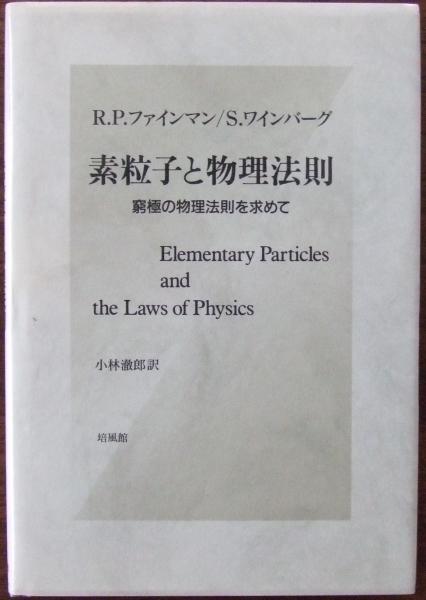 R.P.ファインマン/S.ワインバーグ
素粒子と物理法則
窮極の物理法則を求めて
Elementary Particles
and
the Laws of Physics
小林澈郎訳
培風館